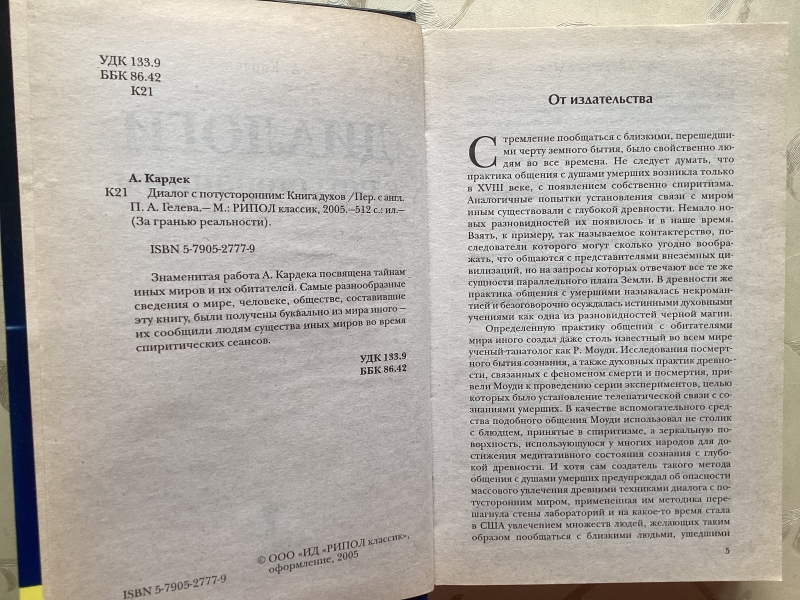 УДК 133.9
ББК 86.42
К21
А. Кардек
К21 Диалог с потусторонним: Книга духов /Пер. с англ.
П. А. Гелева.– М.: РИПОЛ классик, 2005.–512 с.: ил.–
(За гранью реальности).
ISBN 5-7905-2777-9
Знаменитая работа А. Кардека посвящена тайнам
иных миров и их обитателей. Самые разнообразные
сведения о мире, человеке, обществе, составившие
эту книгу, были получены буквально из мира иного –
их сообщили людям существа иных миров во время
спиритических сеансов.
УДК 133.9
ББК 86.42
© ООО «ИД «РИПОЛ классик»,
оформление, 2005
ISBN 5-7905-2777-9
От издательства
Стремление пообщаться с близкими, перешедши-
ми черту земного бытия, было свойственно лю-
дям во все времена. Не следует думать, что
практика общения с душами умерших возникла только
в XVIII веке, с появлением собственно спиритизма.
Аналогичные попытки установления связи с миром
иным существовали с глубокой древности. Немало но-
вых разновидностей их появилось и в наше время.
Взять, к примеру, так называемое контактерство, по-
следователи которого могут сколько угодно вообра-
жать, что общаются с представителями внеземных ци-
вилизаций, но на запросы которых отвечают все те же
сущности параллельного плана Земли. В древности же
практика общения с умершими называлась некроман-
тией и безоговорочно осуждалась истинными духовными
учениями как одна из разновидностей черной магии.
Определенную практику общения с обитателями
мира иного создал даже столь известный во всем мире
ученый-танатолог как Р. Моуди. Исследования посмерт-
ного бытия сознания, а также духовных практик древно-
сти, связанных с феноменом смерти и посмертия, при-
вели Моуди к проведению серии экспериментов, целью
которых было установление телепатической связи с со-
знаниями умерших. В качестве вспомогательного сред-
ства подобного общения Моуди использовал не столик
с блюдцем, принятые в спиритизме, а зеркальную по-
верхность, использующуюся у многих народов для до-
стижения медитативного состояния сознания с глубо-
кой древности. И хотя сам создатель такого метода
общения с душами умерших предупреждал об опасности
массового увлечения древними техниками диалога с по-
тусторонним миром, примененная им методика пере-
шагнула стены лабораторий и на какое-то время стала
в США увлечением множеств людей, желающих таким
образом пообщаться с близкими людьми, ушедшими
5